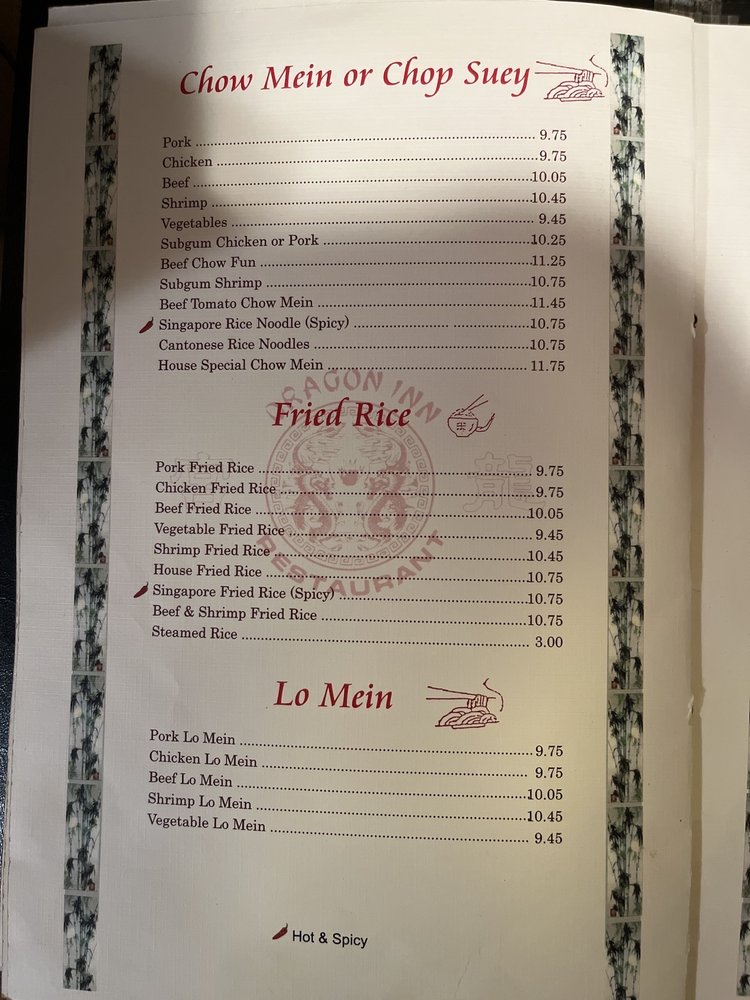 Chow Mein or Chop Suey
Pork ........ 9.75
Chicken ........ 9.75
Beef ........ 10.05
Shrimp ........ 10.45
Vegetables ........ 9.45
Subgum Chicken or Pork ........ 10.25
Beef Chow Fun ........ 11.25
Subgum Shrimp ........ 10.75
Beef Tomato Chow Mein ........ 11.45
Singapore Rice Noodle (Spicy) ........ 10.75
Cantonese Rice Noodles ........ 10.75
House Special Chow Mein ........ 11.75
DRAGON INN
Fried Rice
Pork Fried Rice ........ 9.75
龍
Chicken Fried Rice ........ 9.75
Beef Fried Rice ........ 10.05
Vegetable Fried Rice ........ 9.45
Shrimp Fried Rice ........ 10.45
House Fried Rice ........ 10.75
RESTAURANT
Singapore Fried Rice (Spicy) ........ 10.75
Beef & Shrimp Fried Rice ........ 10.75
Steamed Rice ........ 3.00
Lo Mein
Pork Lo Mein ........ 9.75
Chicken Lo Mein ........ 9.75
Beef Lo Mein ........ 10.05
Shrimp Lo Mein ........ 10.45
Vegetable Lo Mein ........ 9.45
Hot & Spicy